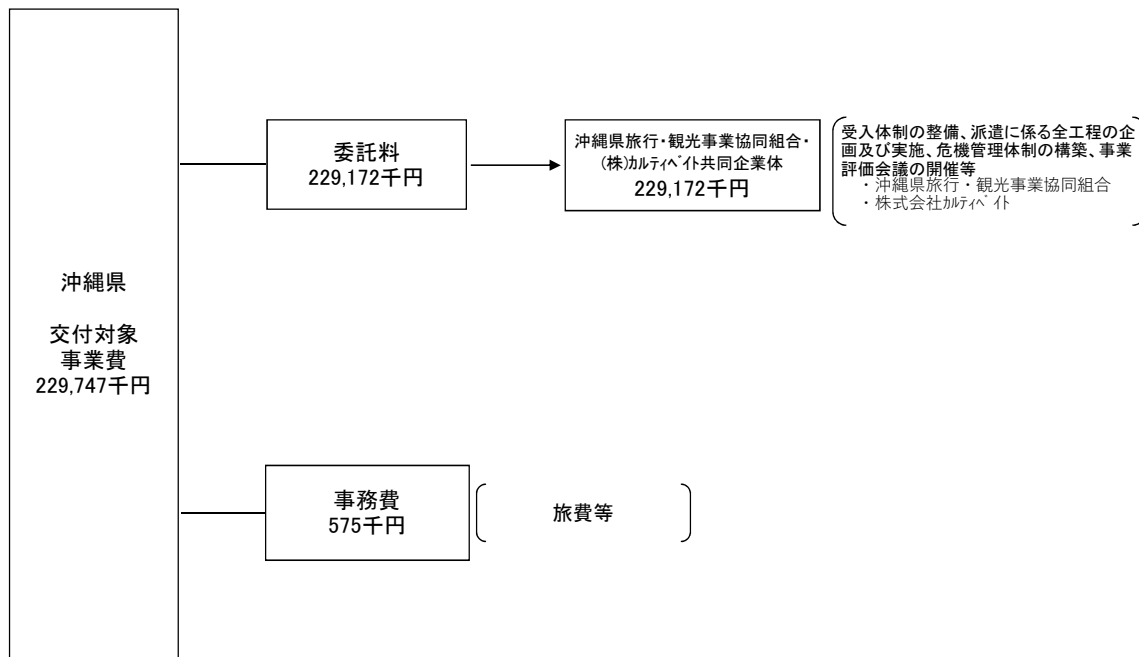 沖縄県
交付対象
事業費
229,747千円
委託料
229,172千円
沖縄県旅行・観光事業協同組合・
(株)ｶﾙﾃｨﾍﾞｲﾄ共同企業体
229,172千円
受入体制の整備、派遣に係る全工程の企
画及び実施、危機管理体制の構築、事業
評価会議の開催等
・沖縄県旅行・観光事業協同組合
・株式会社ｶﾙﾃｨﾍﾞｲﾄ
事務費
575千円
旅費等